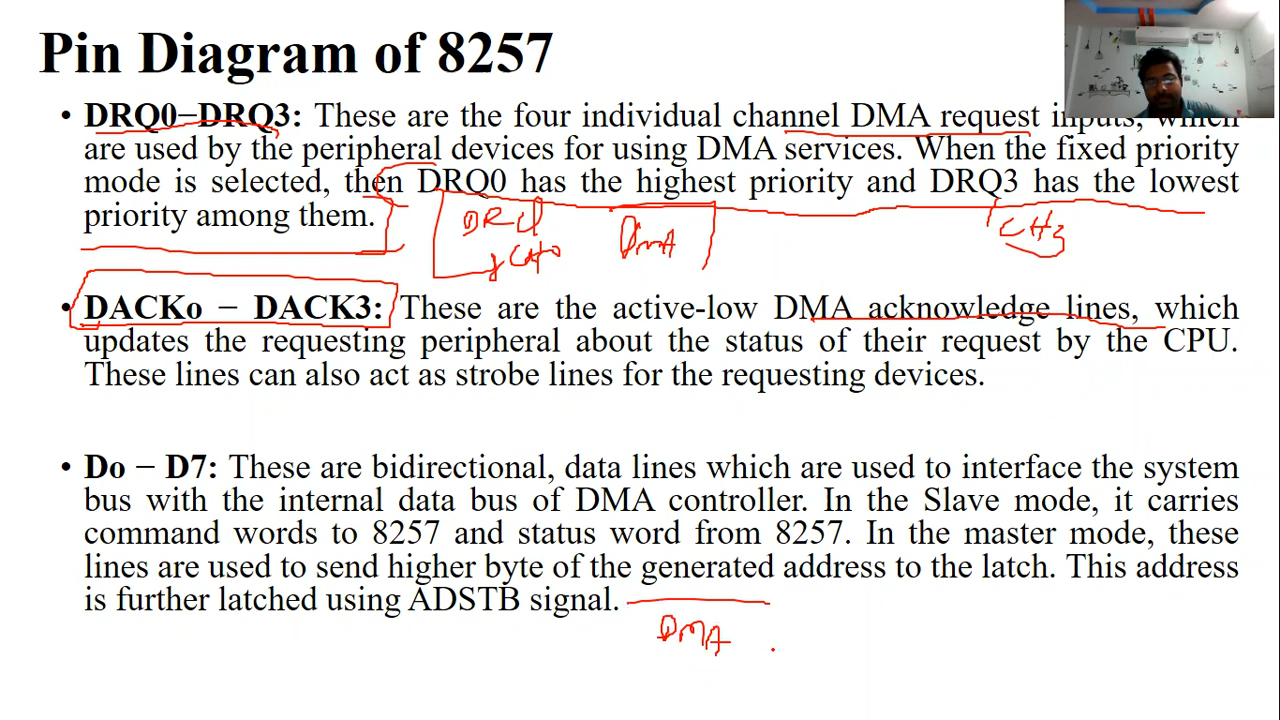 Pin Diagram of 8257
• DRQ0−DRQ3: These are the four individual channel DMA request inputs, which
are used by the peripheral devices for using DMA services. When the fixed priority
mode is selected, then DRQ0 has the highest priority and DRQ3 has the lowest
priority among them.
DMA
CH3
• DACKo − DACK3: These are the active-low DMA acknowledge lines, which
updates the requesting peripheral about the status of their request by the CPU.
These lines can also act as strobe lines for the requesting devices.
• Do − D7: These are bidirectional, data lines which are used to interface the system
bus with the internal data bus of DMA controller. In the Slave mode, it carries
command words to 8257 and status word from 8257. In the master mode, these
lines are used to send higher byte of the generated address to the latch. This address
is further latched using ADSTB signal.
DMA